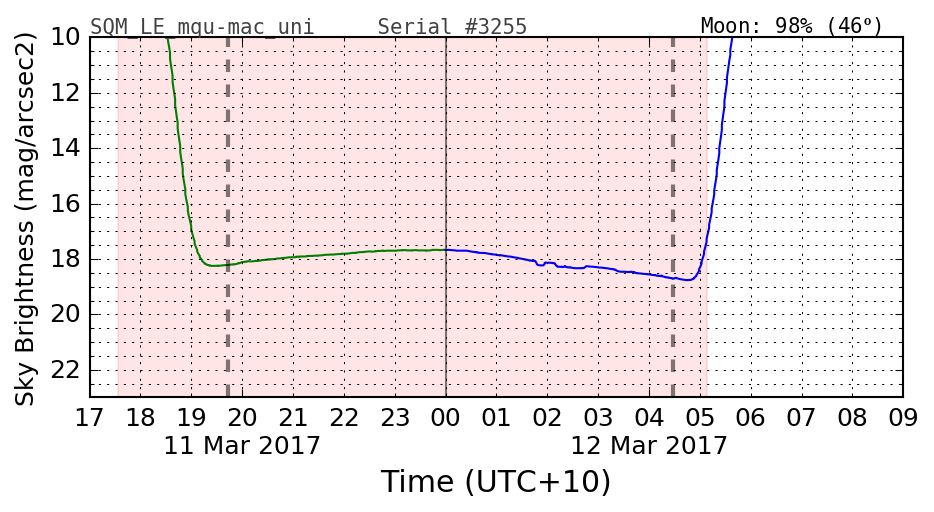 SQM_LE_mqu-mac_uni Serial #3255 Moon: 98% (46º)
Sky Brightness (mag/arcsec2)
10
12
14
16
18
20
22
17 18 19 20 21 22 23 00 01 02 03 04 05 06 07 08 09
11 Mar 2017 12 Mar 2017
Time (UTC+10)